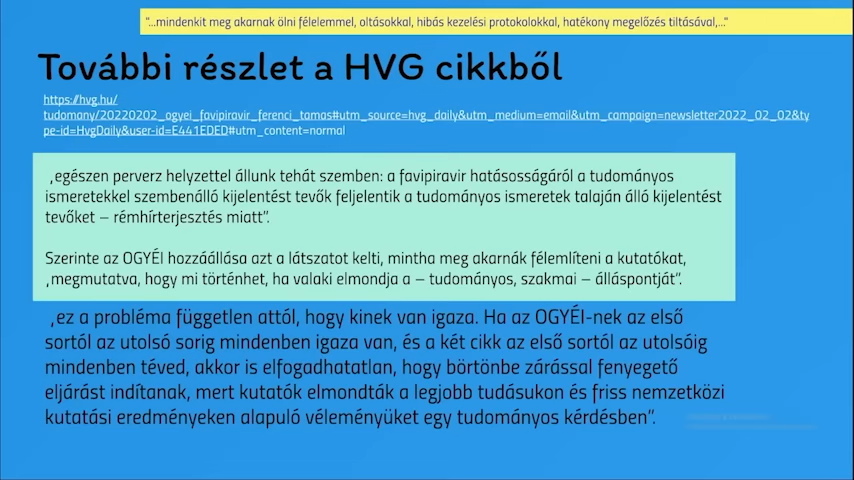 "...mindenkit meg akarnak ölni félelemmel, oltásokkal, hibás kezelési protokolokkal, hatékony megelőzés tiltásával,..."
További részlet a HVG cikkből
https://hvg.hu/
tudomany/20220202_ogyei_favipiravir_ferenci_tamas#utm_source=hvg_daily&utm_medium=email&utm_campaign=newsletter2022_02_02&ty
pe-id=HvgDaily&user-id=E441EDED#utm_content=normal
„egészen perverz helyzettel állunk tehát szemben: a favipiravir hatásosságáról a tudományos
ismeretekkel szembenálló kijelentést tevők feljelentik a tudományos ismeretek talaján álló kijelentést
tevőket – rémhírterjesztés miatt”.
Szerinte az OGYÉI hozzáállása azt a látszatot kelti, mintha meg akarnák félemlíteni a kutatókat,
„megmutatva, hogy mi történhet, ha valaki elmondja a – tudományos, szakmai – álláspontját”.
„ez a probléma független attól, hogy kinek van igaza. Ha az OGYÉI-nek az első
sortól az utolsó sorig mindenben igaza van, és a két cikk az első sortól az utolsóig
mindenben téved, akkor is elfogadhatatlan, hogy börtönbe zárással fenyegető
eljárást indítanak, mert kutatók elmondták a legjobb tudásukon és friss nemzetközi
kutatási eredményeken alapuló véleményüket egy tudományos kérdésben”.